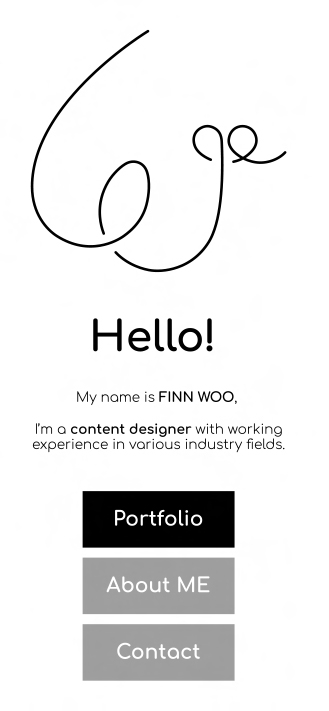 Hello!
My name is FINN WOO,
I'm a content designer with working
experience in various industry fields.
Portfolio
About ME
Contact